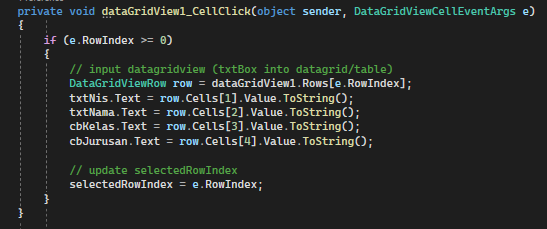 private void dataGridView1_CellClick(object sender, DataGridViewCellEventArgs e)
{
if (e.RowIndex >= 0)
{
// input datagridview (txtBox into datagrid/table)
DataGridViewRow row = dataGridView1.Rows[e.RowIndex];
txtNis.Text = row.Cells[1].Value.ToString();
txtNama.Text = row.Cells[2].Value.ToString();
cbKelas.Text = row.Cells[3].Value.ToString();
cbJurusan.Text = row.Cells[4].Value.ToString();
// update selectedRowIndex
selectedRowIndex = e.RowIndex;
}
}